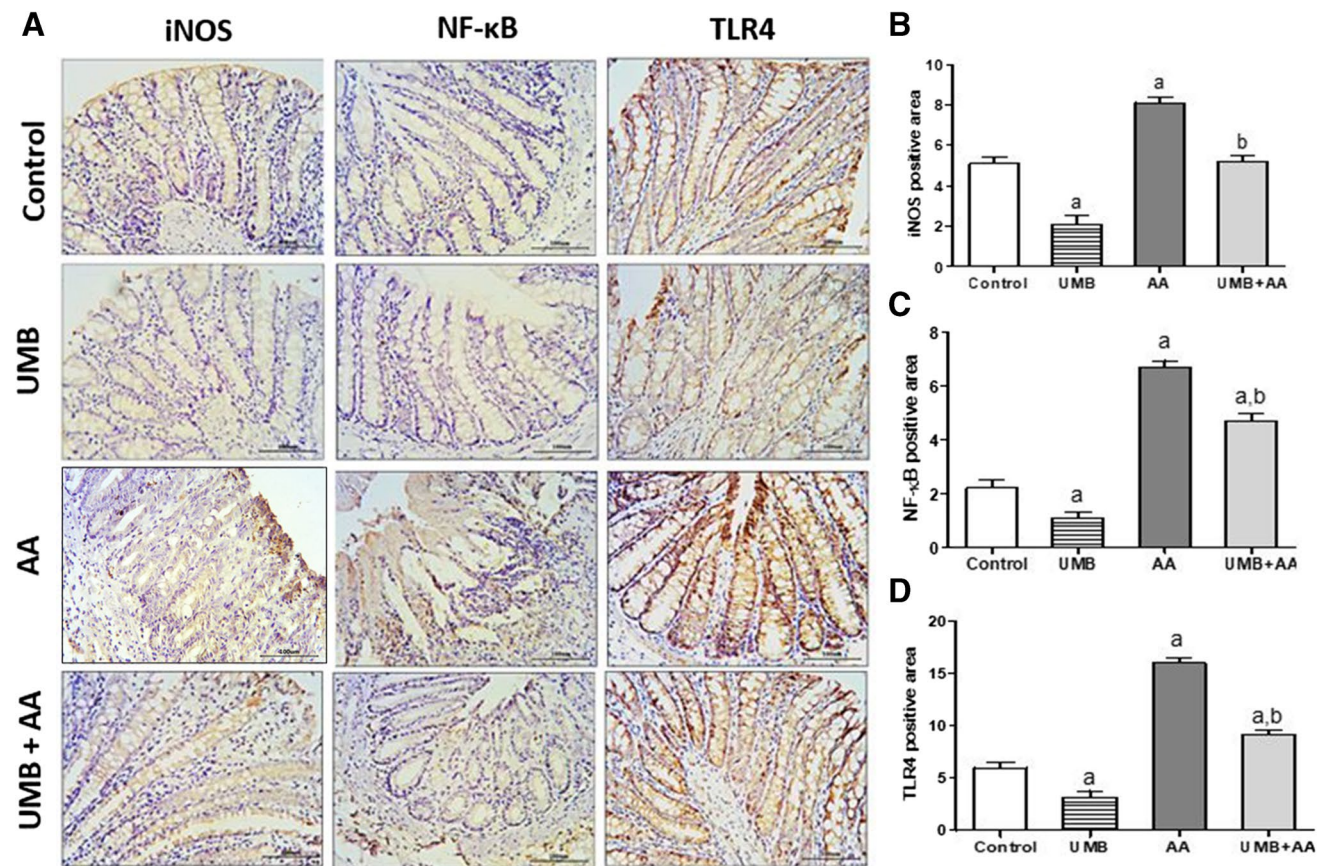 A
iNOS
NF-κB
TLR4
Control
UMB
AA
UMB + AA
B
iNOS positive area
10
8
6
4
2
0
a
a
b
Control
UMB
AA
UMB+AA
C
NF-κB positive area
8
6
4
2
0
a
a
a,b
Control
UMB
AA
UMB+AA
D
TLR4 positive area
20
15
10
5
0
a
a
a,b
Control
UMB
AA
UMB+AA